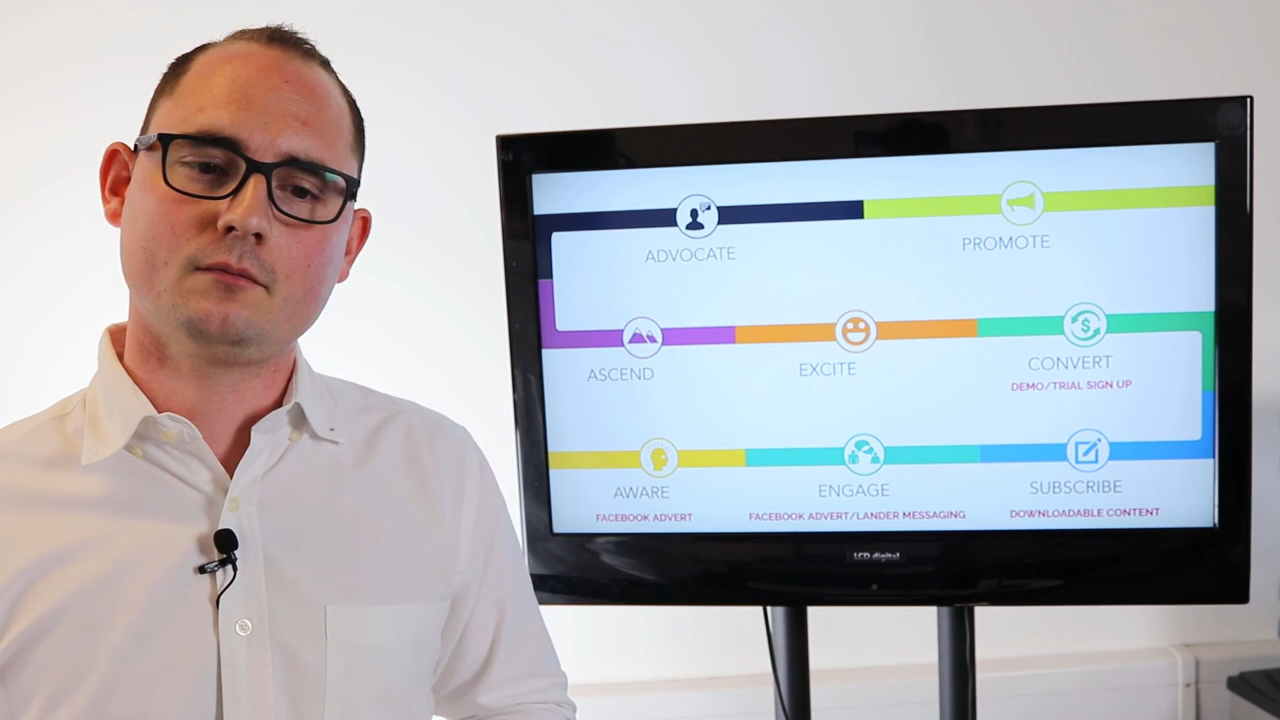 ADVOCATE
PROMOTE
ASCEND
EXCITE
CONVERT
DEMO/TRIAL SIGN UP
AWARE
ENGAGE
SUBSCRIBE
FACEBOOK ADVERT
FACEBOOK ADVERT/LANDER MESSAGING
DOWNLOADABLE CONTENT
LCD digital